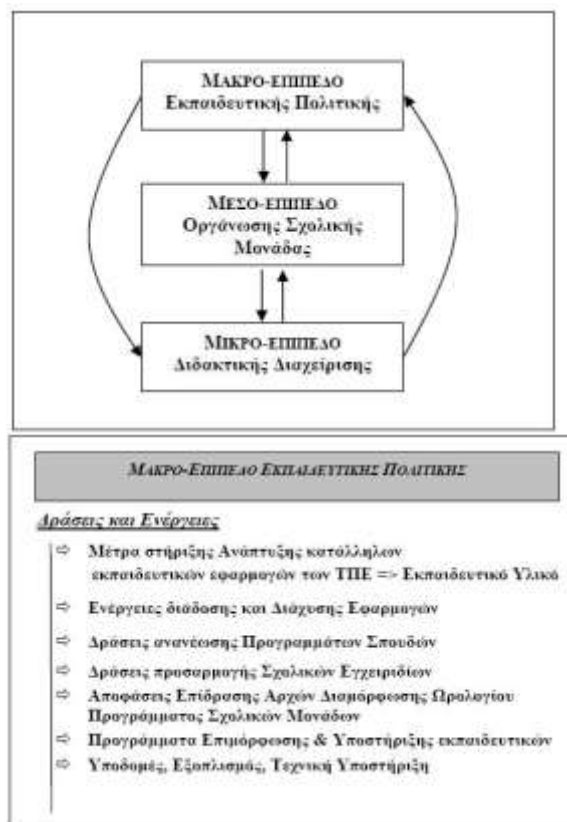 ΜΑΚΡΟ-ΕΠΙΠΕΔΟ
Εκπαιδευτικής Πολιτικής
ΜΕΣΟ-ΕΠΙΠΕΔΟ
Οργάνωσης Σχολικής
Μονάδας
ΜΙΚΡΟ-ΕΠΙΠΕΔΟ
Διδακτικής Διαχείρισης
ΜΑΚΡΟ-ΕΠΙΠΕΔΟ ΕΚΠΑΙΔΕΥΤΙΚΗΣ ΠΟΛΙΤΙΚΗΣ
Δράσεις και Ενέργειες
⇨ Μέτρα στήριξης Ανάπτυξης κατάλληλων
εκπαιδευτικών εφαρμογών των ΤΠΕ => Εκπαιδευτικό Υλικό
⇨ Ενέργειες διάδοσης και Διάχυσης Εφαρμογών
⇨ Δράσεις ανανέωσης Προγραμμάτων Σπουδών
⇨ Δράσεις προσαρμογής Σχολικών Εγχειριδίων
⇨ Αποφάσεις Επίδρασης Αρχών Διαμόρφωσης Ωρολογίου
Προγράμματος Σχολικών Μονάδων
⇨ Προγράμματα Επιμόρφωσης & Υποστήριξης εκπαιδευτικών
⇨ Υποδομές, Εξοπλισμός, Τεχνική Υποστήριξη